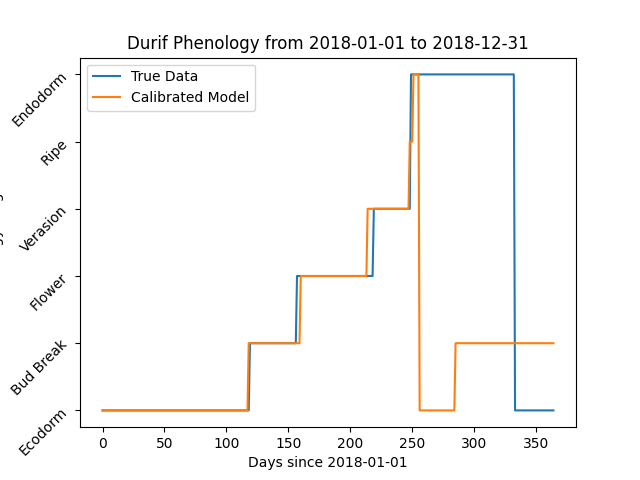 Durif Phenology from 2018-01-01 to 2018-12-31
True Data
Calibrated Model
Endodorm
Ripe
Verasion
Flower
Bud Break
Ecodorm
0 50 100 150 200 250 300 350
Days since 2018-01-01